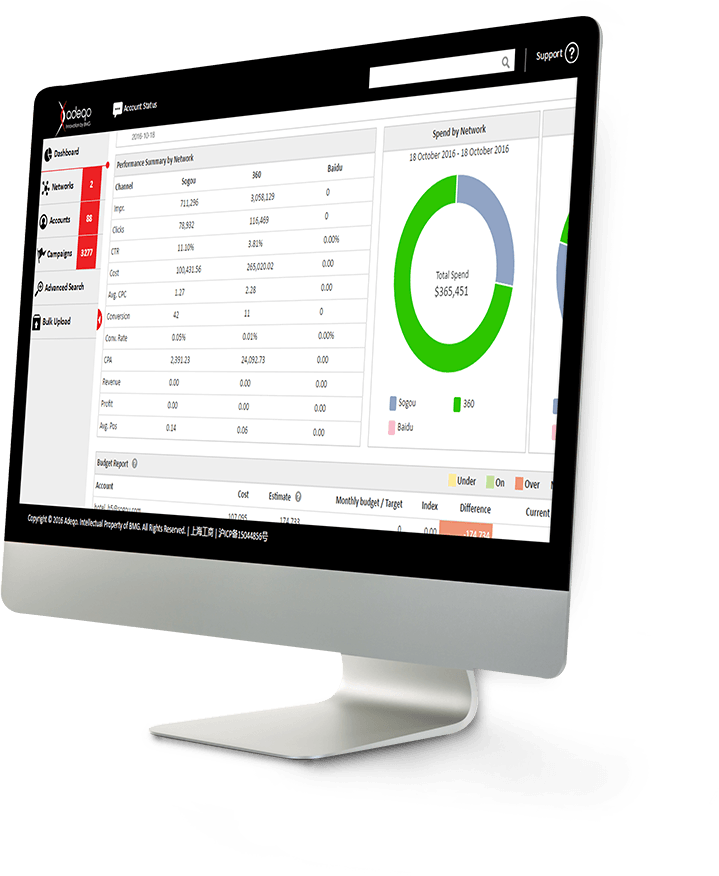 adeqo
Innovation by BMG
Account Status
Support ?
2016-10-18
Dashboard
Networks 2
Accounts 88
Campaigns 3277
Advanced Search
Bulk Upload
Performance Summary by Network
Channel Sogou 360 Baidu
Impr. 711,296 3,058,129 0
Clicks 78,932 116,469 0
CTR 11.10% 3.81% 0.00%
Cost 100,431.56 265,020.02 0.00
Avg. CPC 1.27 2.28 0.00
Conversion 42 11 0
Conv. Rate 0.05% 0.01% 0.00%
CPA 2,391.23 24,092.73 0.00
Revenue 0.00 0.00 0.00
Profit 0.00 0.00 0.00
Avg. Pos 0.14 0.06 0.00
Spend by Network
18 October 2016 - 18 October 2016
Total Spend
$365,451
Sogou 360
Baidu
Budget Report ?
Under On Over
Account Cost Estimate ? Monthly budget / Target Index Difference Current
107,095 174,733 0 0.00 -174,734
Copyright © 2016 Adeqo. Intellectual Property of BMG. All Rights Reserved. | 上海工商 | 沪ICP备15044856号